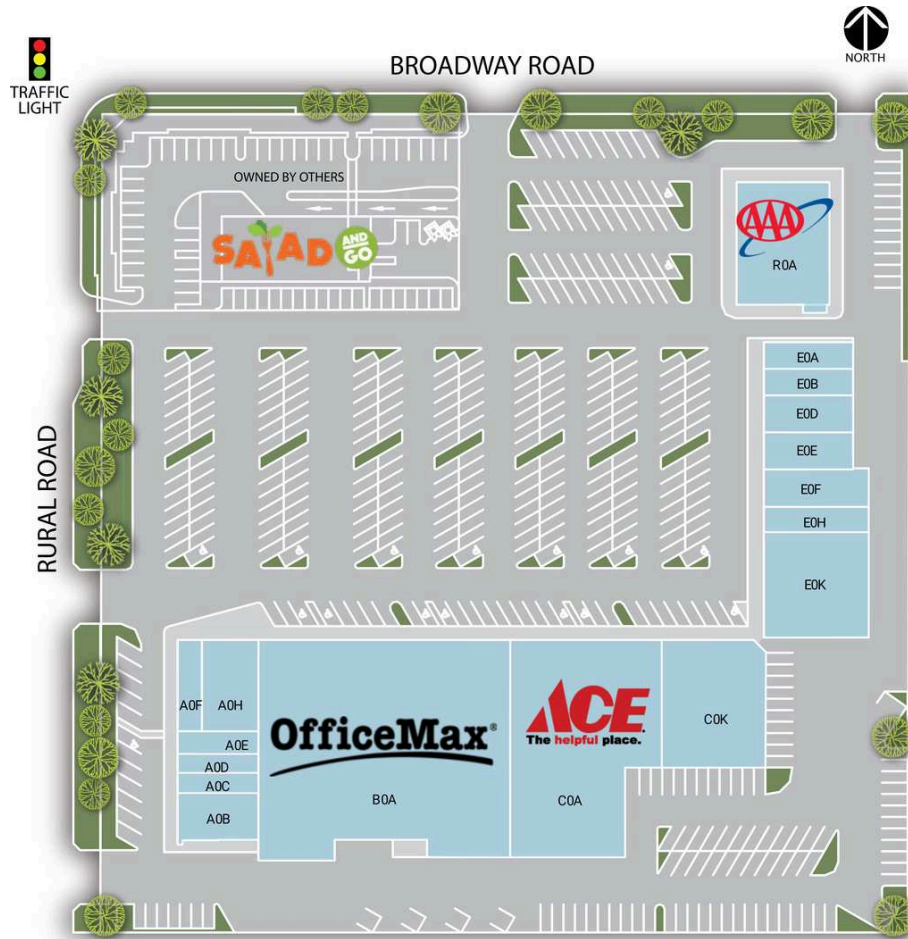 NORTH
BROADWAY ROAD
TRAFFIC
LIGHT
OWNED BY OTHERS
SALAD
AND
GO
AAA
R0A
E0A
E0B
E0D
E0E
E0F
E0H
E0K
RURAL ROAD
A0F
A0H
A0E
A0D
A0C
A0B
OfficeMax®
B0A
ACE
The helpful place.
C0A
C0K